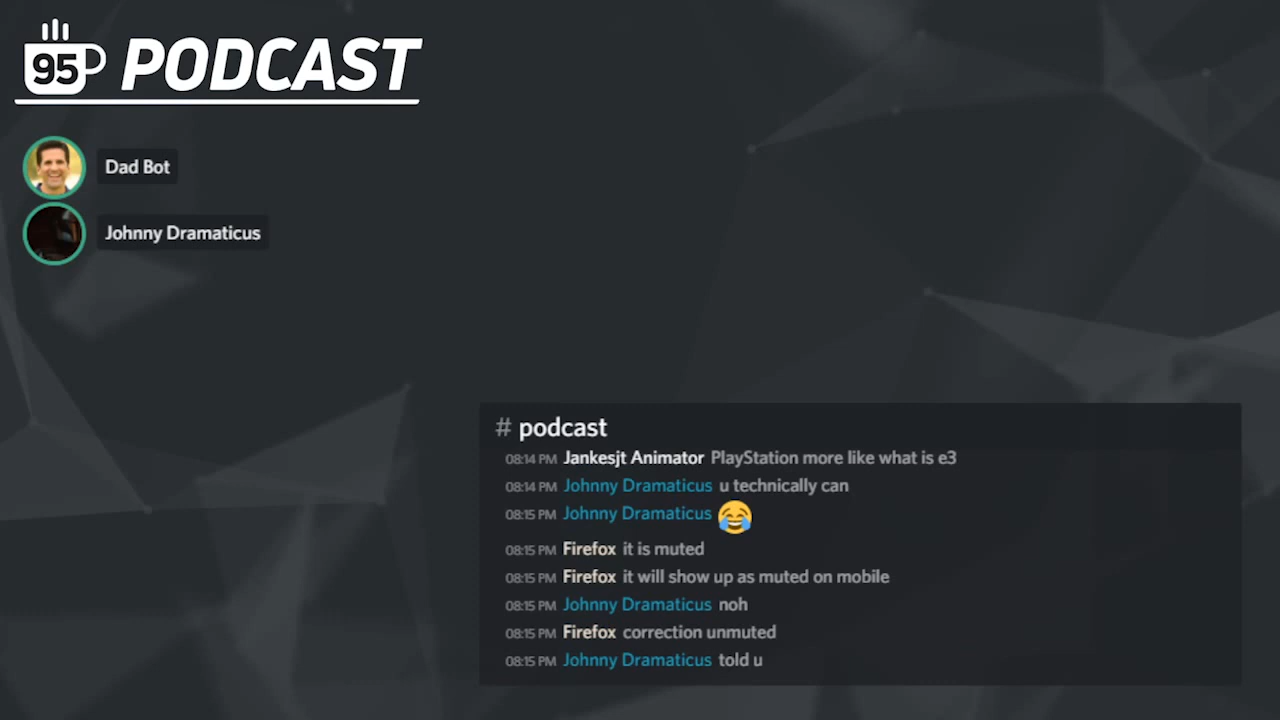 95 PODCAST
Dad Bot
Johnny Dramaticus
# podcast
08:14 PM Jankesjt Animator PlayStation more like what is e3
08:14 PM Johnny Dramaticus u technically can
08:15 PM Johnny Dramaticus 😂
08:15 PM Firefox it is muted
08:15 PM Firefox it will show up as muted on mobile
08:15 PM Johnny Dramaticus noh
08:15 PM Firefox correction unmuted
08:15 PM Johnny Dramaticus told u